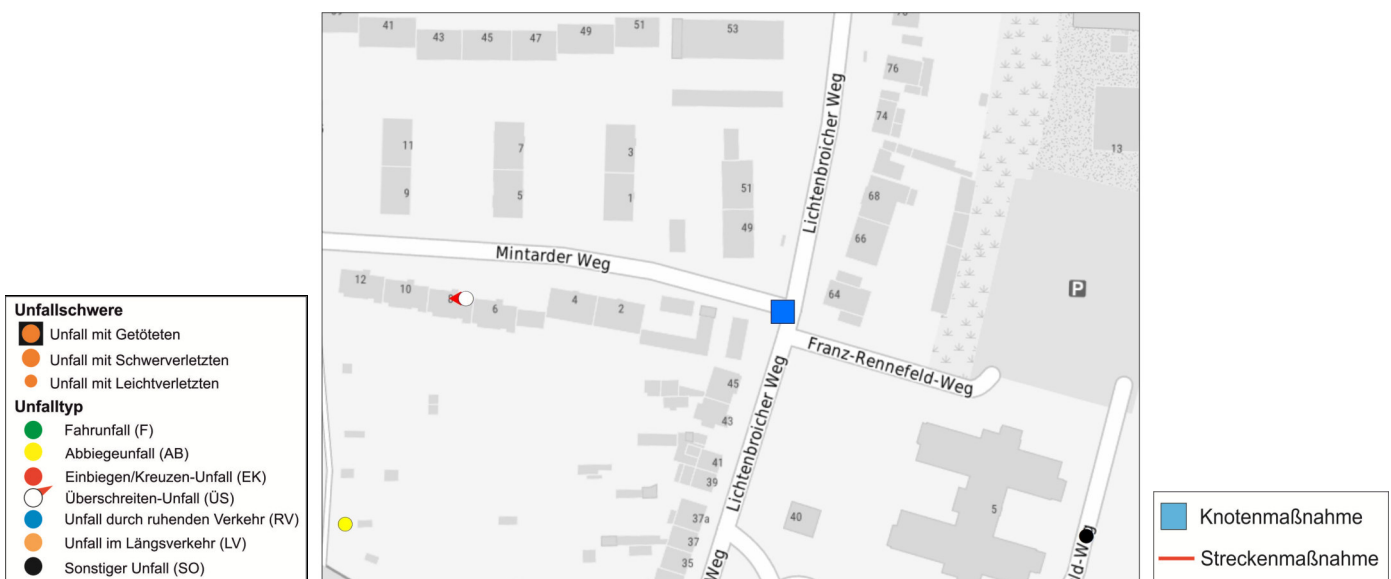 Unfallschwere
Unfall mit Getöteten
Unfall mit Schwerverletzten
Unfall mit Leichtverletzten
Unfalltyp
Fahrunfall (F)
Abbiegeunfall (AB)
Einbiegen/Kreuzen-Unfall (EK)
Überschreiten-Unfall (ÜS)
Unfall durch ruhenden Verkehr (RV)
Unfall im Längsverkehr (LV)
Sonstiger Unfall (SO)
41
43
45
47
49
51
53
76
74
13
11
7
3
9
5
1
51
49
68
66
Lichtenbroicher Weg
Mintarder Weg
12
10
6
4
2
64
P
Franz-Rennefeld-Weg
Lichtenbroicher Weg
45
43
41
39
37a
37
35
40
5
Weg
ld-Weg
Knotenmaßnahme
Streckenmaßnahme